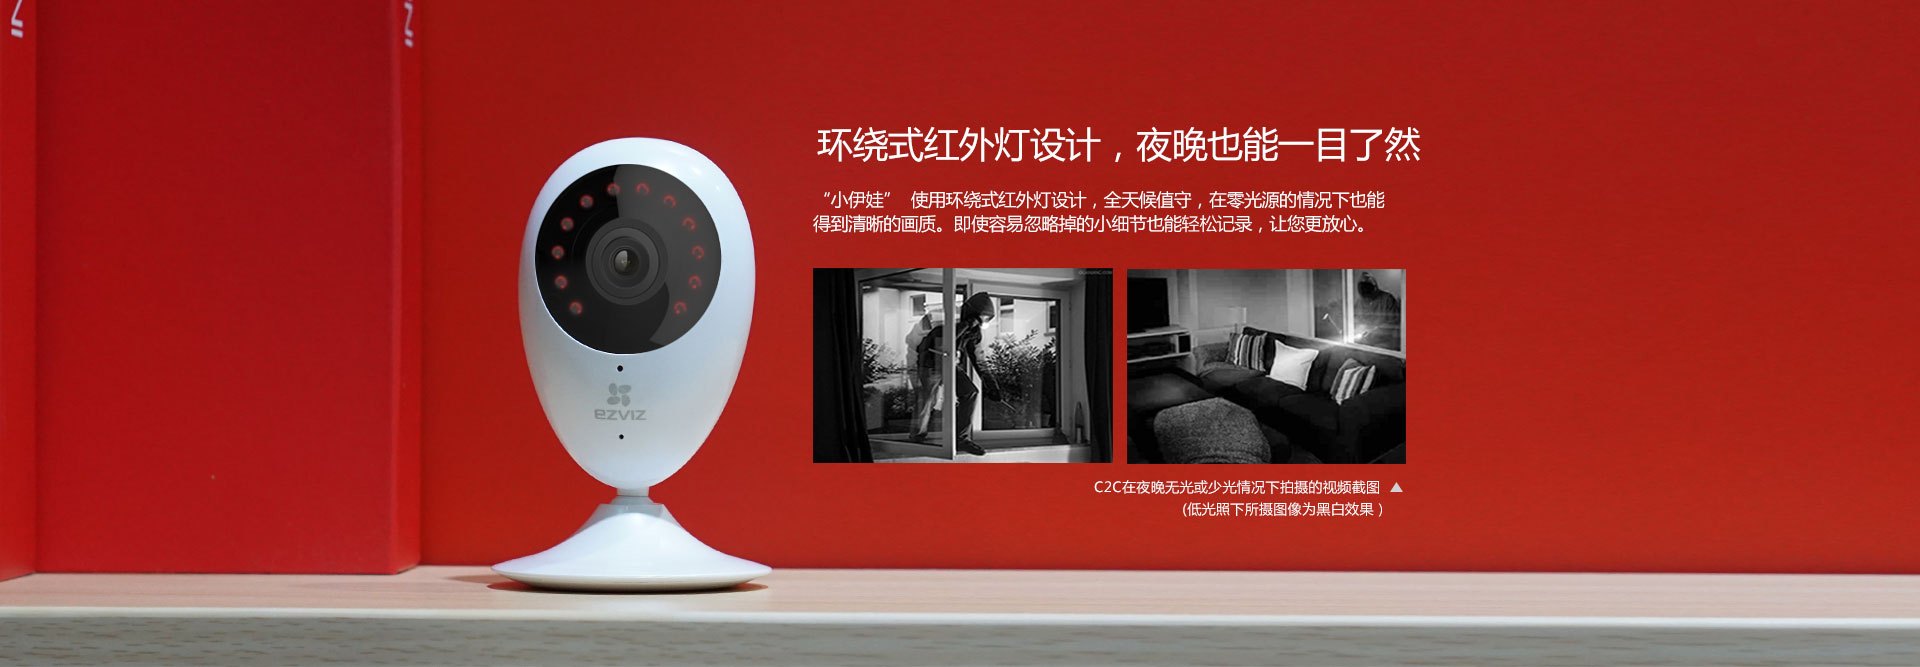 环绕式红外灯设计，夜晚也能一目了然
“小伊娃” 使用环绕式红外灯设计，全天候值守，在零光源的情况下也能
得到清晰的画质。即使容易忽略掉的小细节也能轻松记录，让您更放心。
ezviz
C2C在夜晚无光或少光情况下拍摄的视频截图
(低光照下所摄图像为黑白效果）